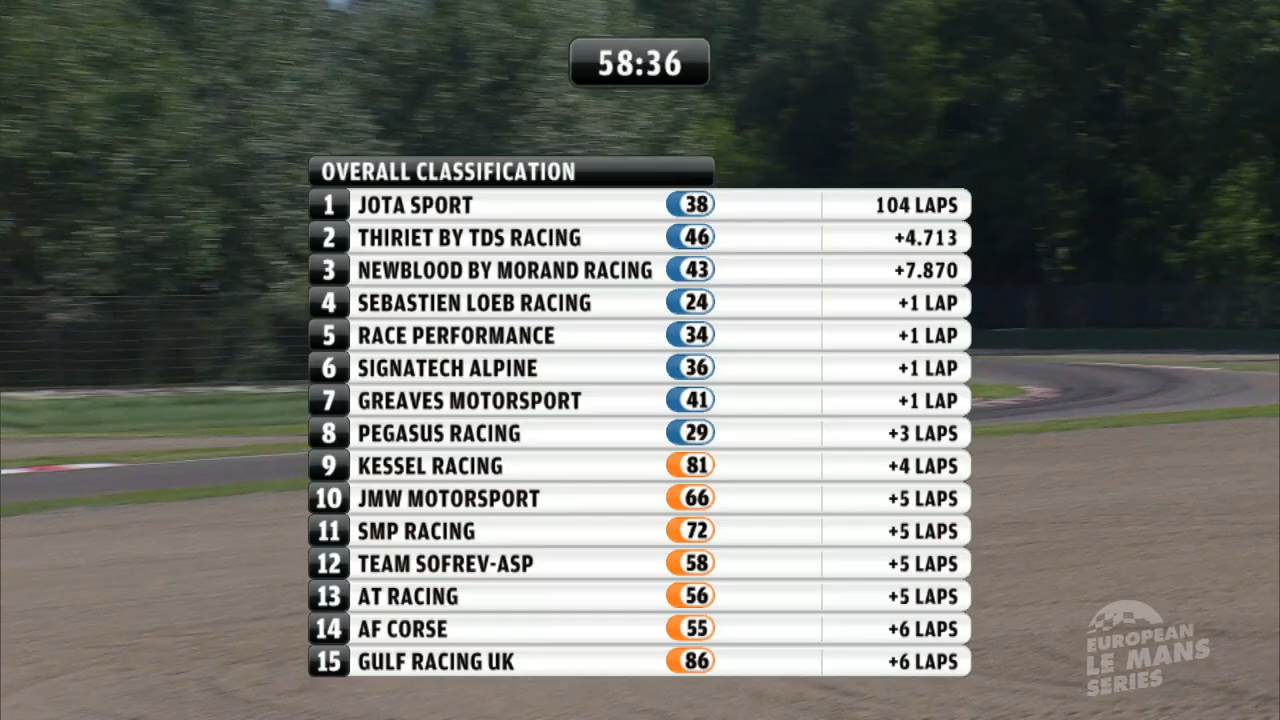 58:36
OVERALL CLASSIFICATION
1 JOTA SPORT 38 104 LAPS
2 THIRIET BY TDS RACING 46 +4.713
3 NEWBLOOD BY MORAND RACING 43 +7.870
4 SEBASTIEN LOEB RACING 24 +1 LAP
5 RACE PERFORMANCE 34 +1 LAP
6 SIGNATECH ALPINE 36 +1 LAP
7 GREAVES MOTORSPORT 41 +1 LAP
8 PEGASUS RACING 29 +3 LAPS
9 KESSEL RACING 81 +4 LAPS
10 JMW MOTORSPORT 66 +5 LAPS
11 SMP RACING 72 +5 LAPS
12 TEAM SOFREV-ASP 58 +5 LAPS
13 AT RACING 56 +5 LAPS
14 AF CORSE 55 +6 LAPS
15 GULF RACING UK 86 +6 LAPS
EUROPEAN
LE MANS
SERIES